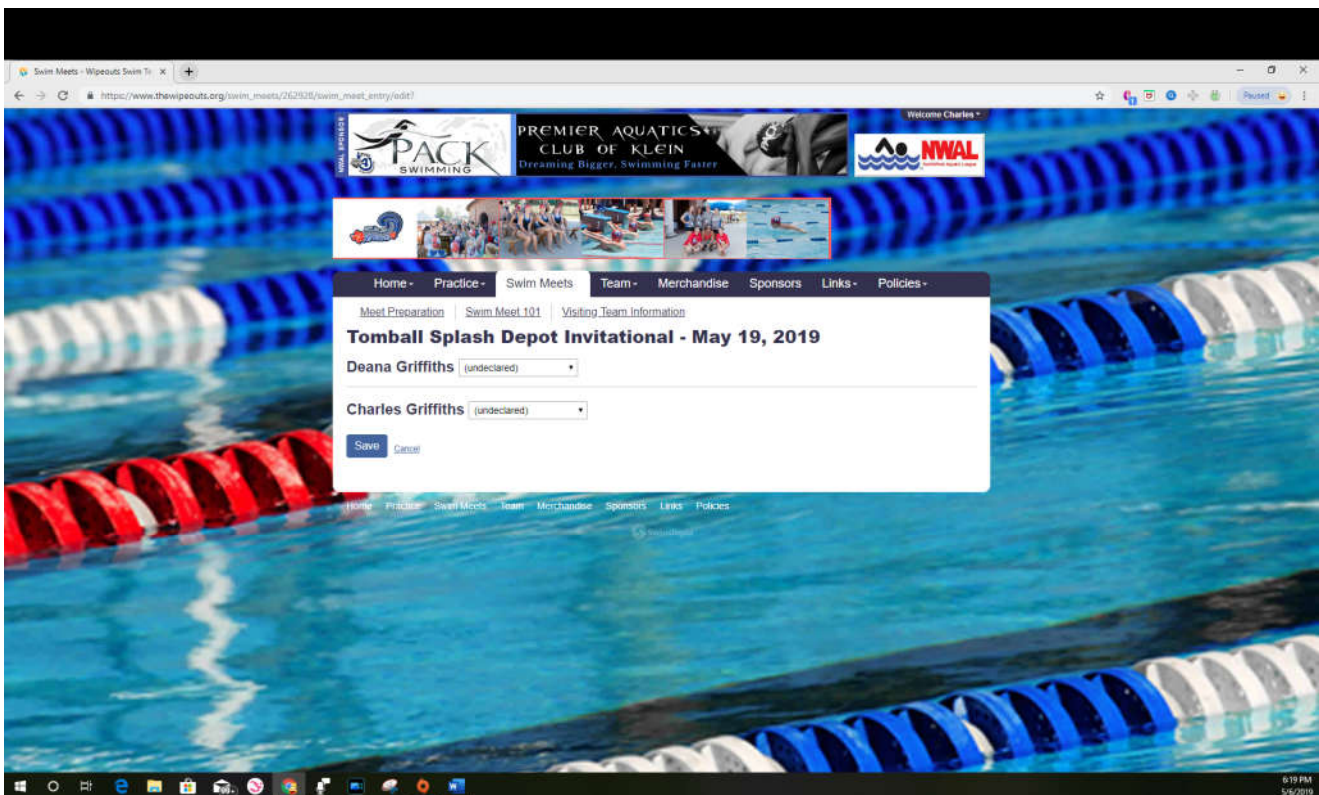 Swim Meets - Wipeouts Swim Te
https://www.thewipeouts.org/swim_meets/262928/swim_meet_entry/edit?
Paused
Welcome Charles
NWAL SPONSOR
PACK
SWIMMING
PREMIER AQUATICS
CLUB OF KLEIN
Dreaming Bigger, Swimming Faster
NWAL
Home Practice Swim Meets Team Merchandise Sponsors Links Policies
Meet Preparation Swim Meet 101 Visiting Team Information
Tomball Splash Depot Invitational - May 19, 2019
Deana Griffiths (undeclared)
Charles Griffiths (undeclared)
Save Cancel
Home Practice Swim Meets Team Merchandise Sponsors Links Policies
6:19 PM
5/6/2019